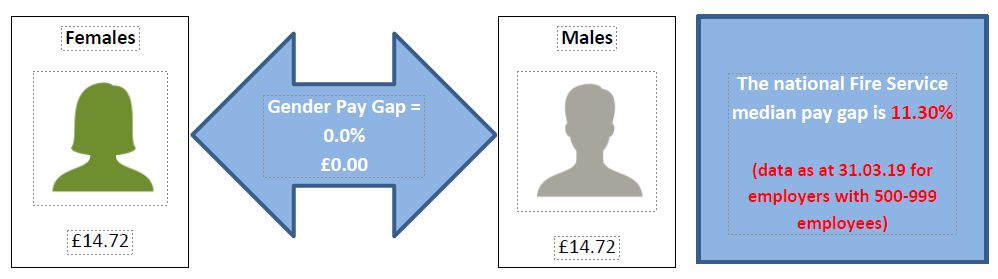 Females
£14.72
Gender Pay Gap =
0.0%
£0.00
Males
£14.72
The national Fire Service
median pay gap is 11.30%
(data as at 31.03.19 for
employers with 500-999
employees)